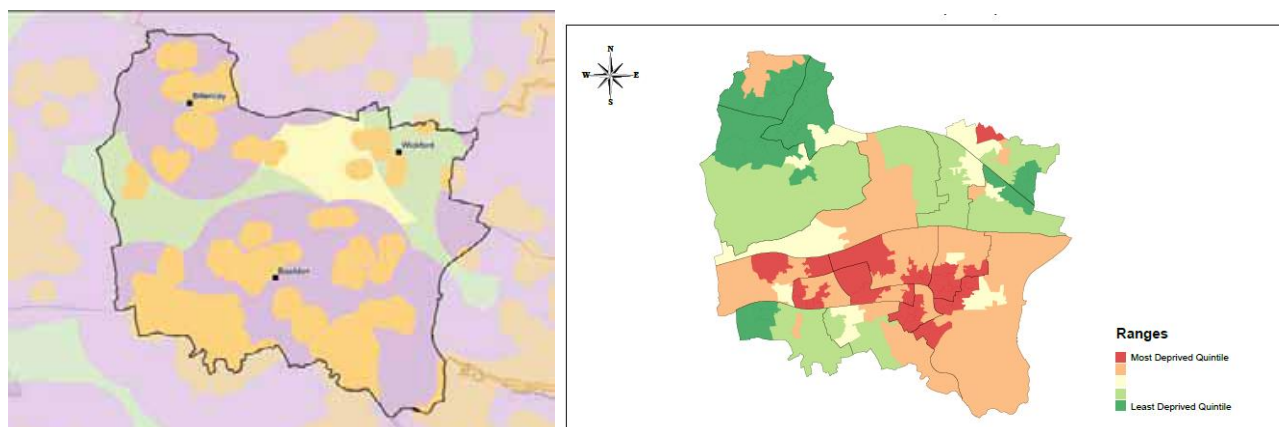 Billericay
Wickford
Basildon
N
W
E
S
Ranges
Most Deprived Quintile
Least Deprived Quintile